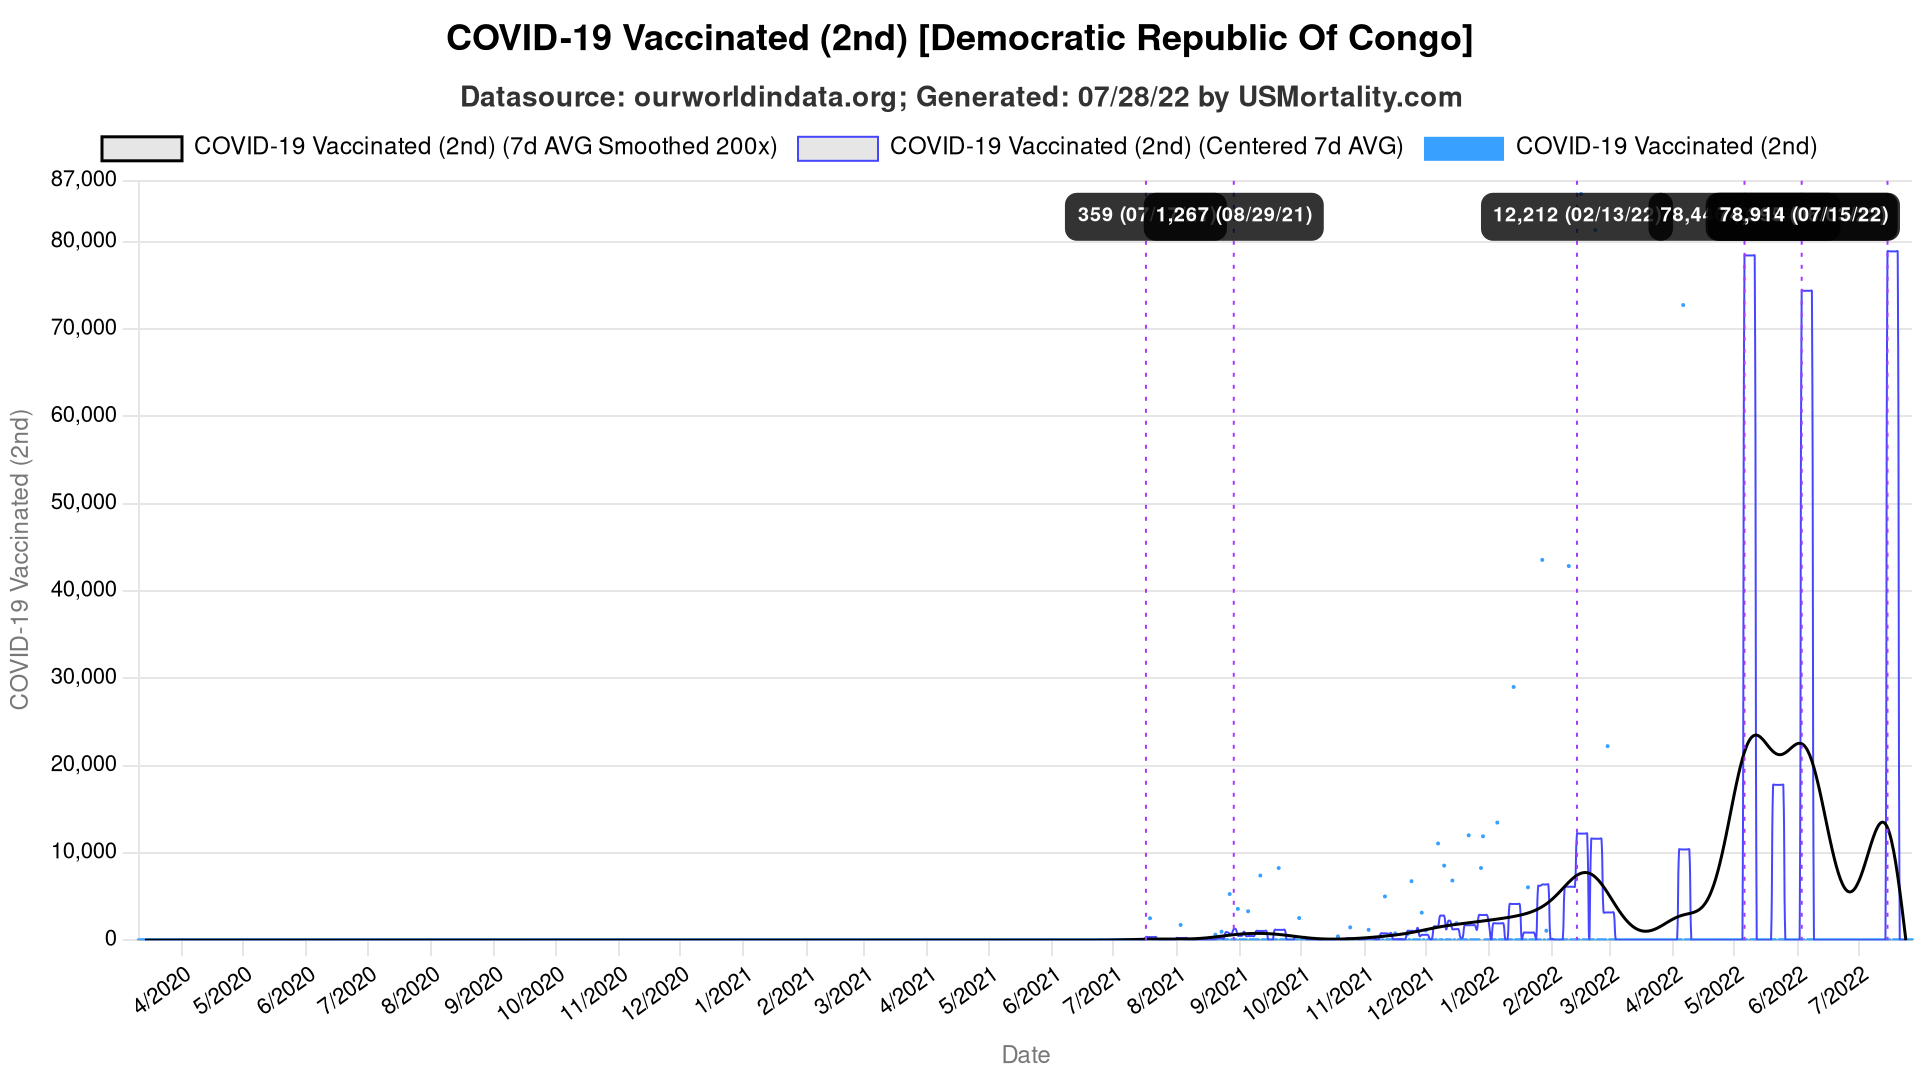 COVID-19 Vaccinated (2nd) [Democratic Republic Of Congo]
Datasource: ourworldindata.org; Generated: 07/28/22 by USMortality.com
COVID-19 Vaccinated (2nd) (7d AVG Smoothed 200x) COVID-19 Vaccinated (2nd) (Centered 7d AVG) COVID-19 Vaccinated (2nd)
87,000
359 (07/ 1,267 (08/29/21) 12,212 (02/13/22) 78,4 78,914 (07/15/22)
80,000
70,000
60,000
50,000
40,000
30,000
20,000
10,000
0
COVID-19 Vaccinated (2nd)
4/2020 5/2020 6/2020 7/2020 8/2020 9/2020 10/2020 11/2020 12/2020 1/2021 2/2021 3/2021 4/2021 5/2021 6/2021 7/2021 8/2021 9/2021 10/2021 11/2021 12/2021 1/2022 2/2022 3/2022 4/2022 5/2022 6/2022 7/2022
Date